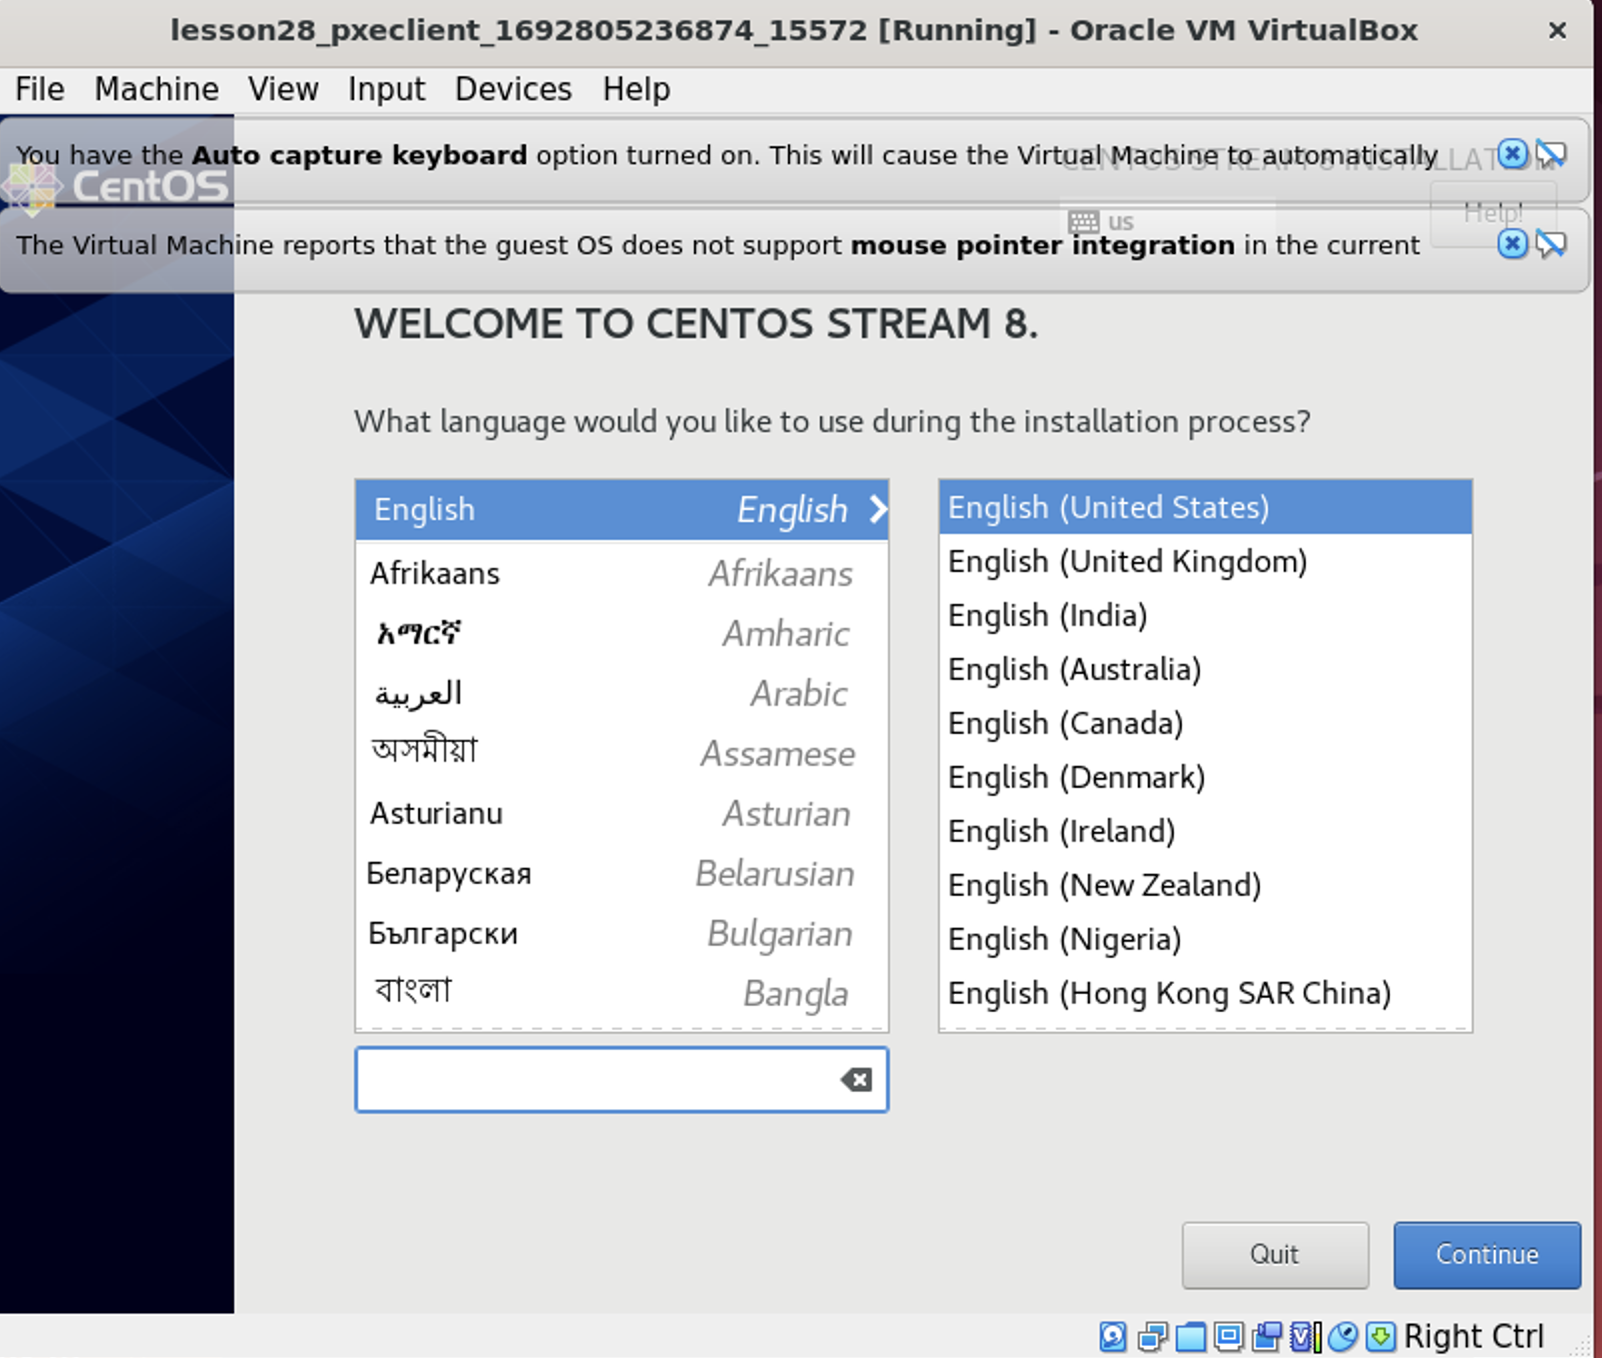 lesson28_pxeclient_1692805236874_15572 [Running] - Oracle VM VirtualBox
File Machine View Input Devices Help
You have the Auto capture keyboard option turned on. This will cause the Virtual Machine to automatically
CENTOS STREAM 8 INSTALLATION
CentOS
us
Help!
The Virtual Machine reports that the guest OS does not support mouse pointer integration in the current
WELCOME TO CENTOS STREAM 8.
What language would you like to use during the installation process?
English English
Afrikaans Afrikaans
አማርኛ Amharic
العربية Arabic
অসমীয়া Assamese
Asturianu Asturian
Беларуская Belarusian
Български Bulgarian
বাংলা Bangla
English (United States)
English (United Kingdom)
English (India)
English (Australia)
English (Canada)
English (Denmark)
English (Ireland)
English (New Zealand)
English (Nigeria)
English (Hong Kong SAR China)
Quit
Continue
Right Ctrl